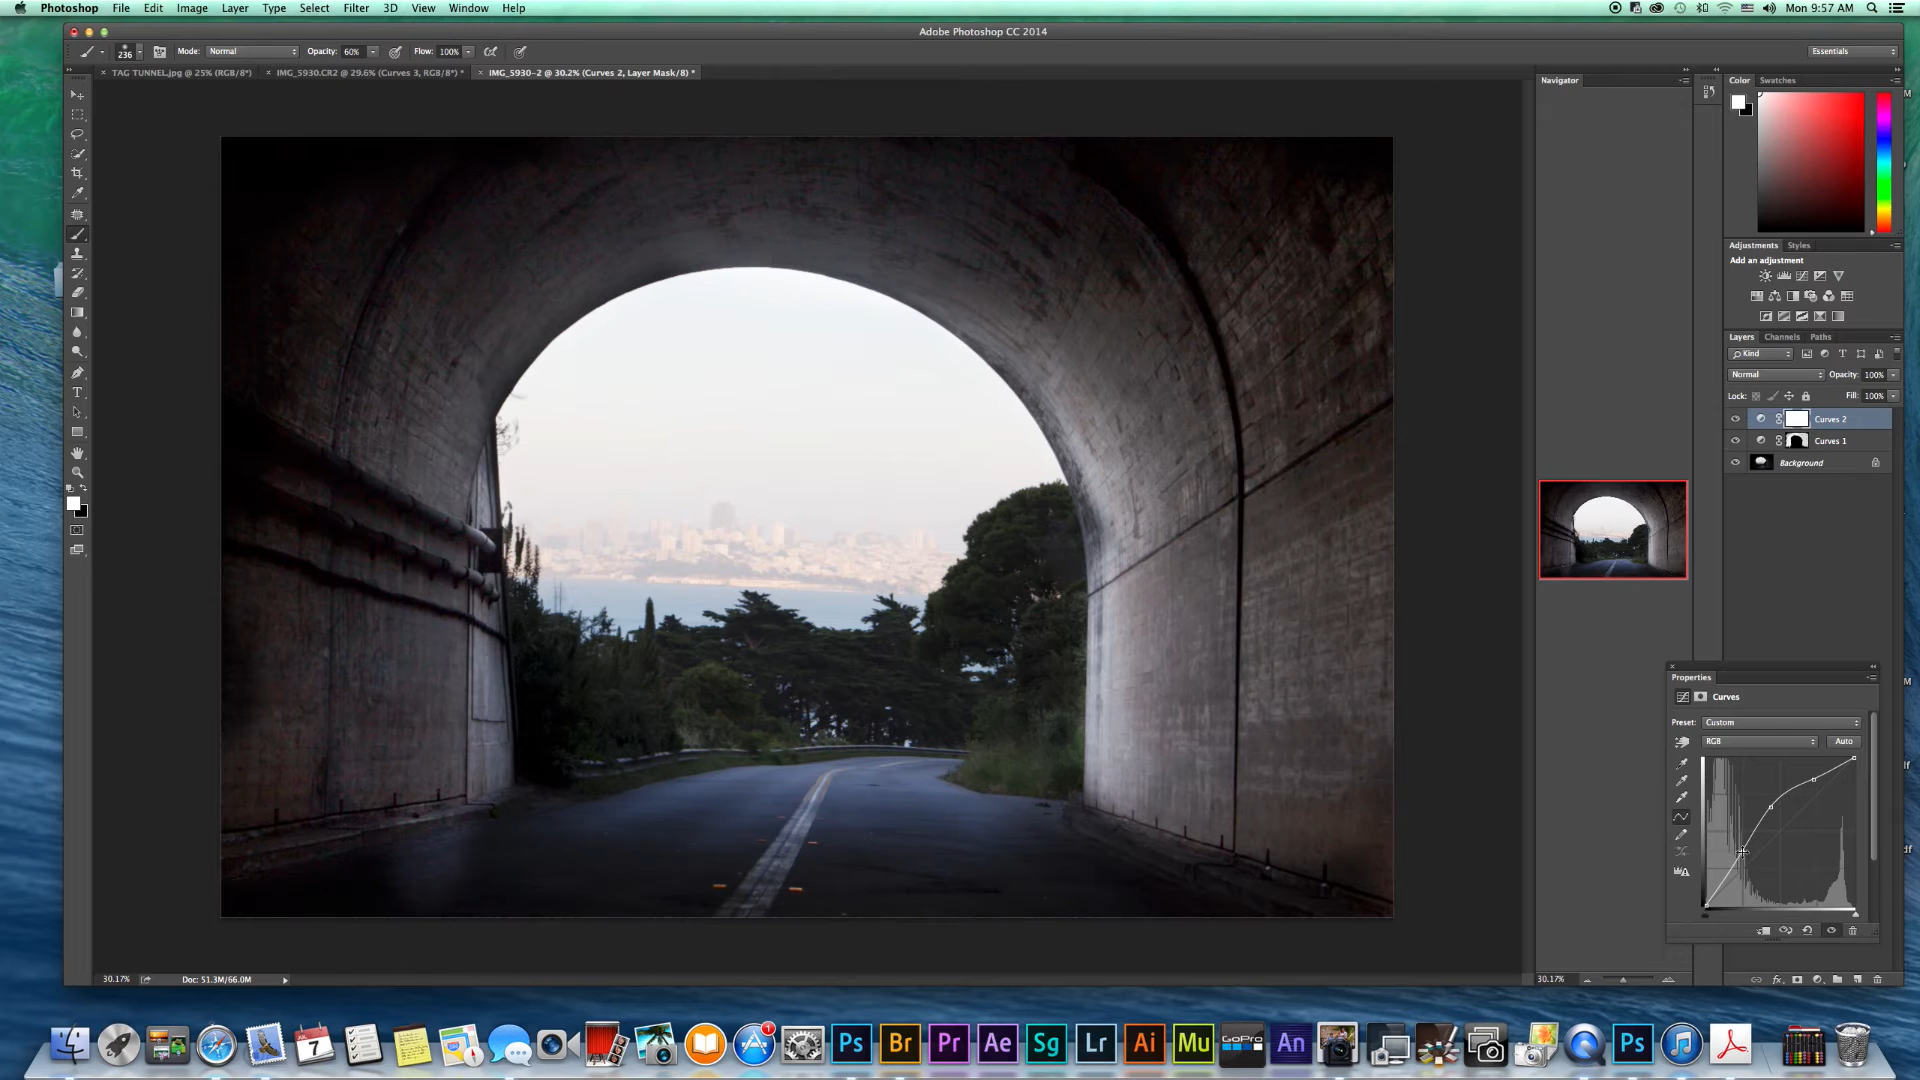 Photoshop File Edit Image Layer Type Select Filter 3D View Window Help Mon 9:57 AM
Adobe Photoshop CC 2014
236 Mode: Normal Opacity: 60% Flow: 100% Essentials
TAG TUNNEL.jpg @ 25% (RGB/8*) IMG_5930.CR2 @ 29.6% (Curves 3, RGB/8*) * IMG_5930-2 @ 30.2% (Curves 2, Layer Mask/8) *
Navigator
Color Swatches
Adjustments Styles
Add an adjustment
Layers Channels Paths
Kind
Normal Opacity: 100%
Lock: Fill: 100%
Curves 2
Curves 1
Background
Properties
Curves
Preset: Custom
RGB Auto
30.17% Doc: 51.3M/66.0M
30.17%
JUL
7
1
Ps Br Pr Ae Sg Lr Ai Mu GoPro An Ps